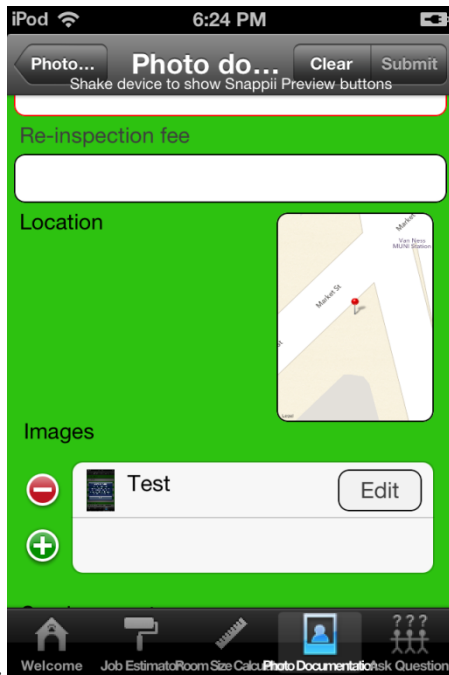 iPod 6:24 PM
Photo... Photo do... Clear Submit
Shake device to show Snappii Preview buttons
Re-inspection fee
Location
Market
Van Ness
MUNI Station
Market St
st
Images
Test Edit
Welcome Job Estimator Room Size Calcu Photo Documentation Ask Question
???